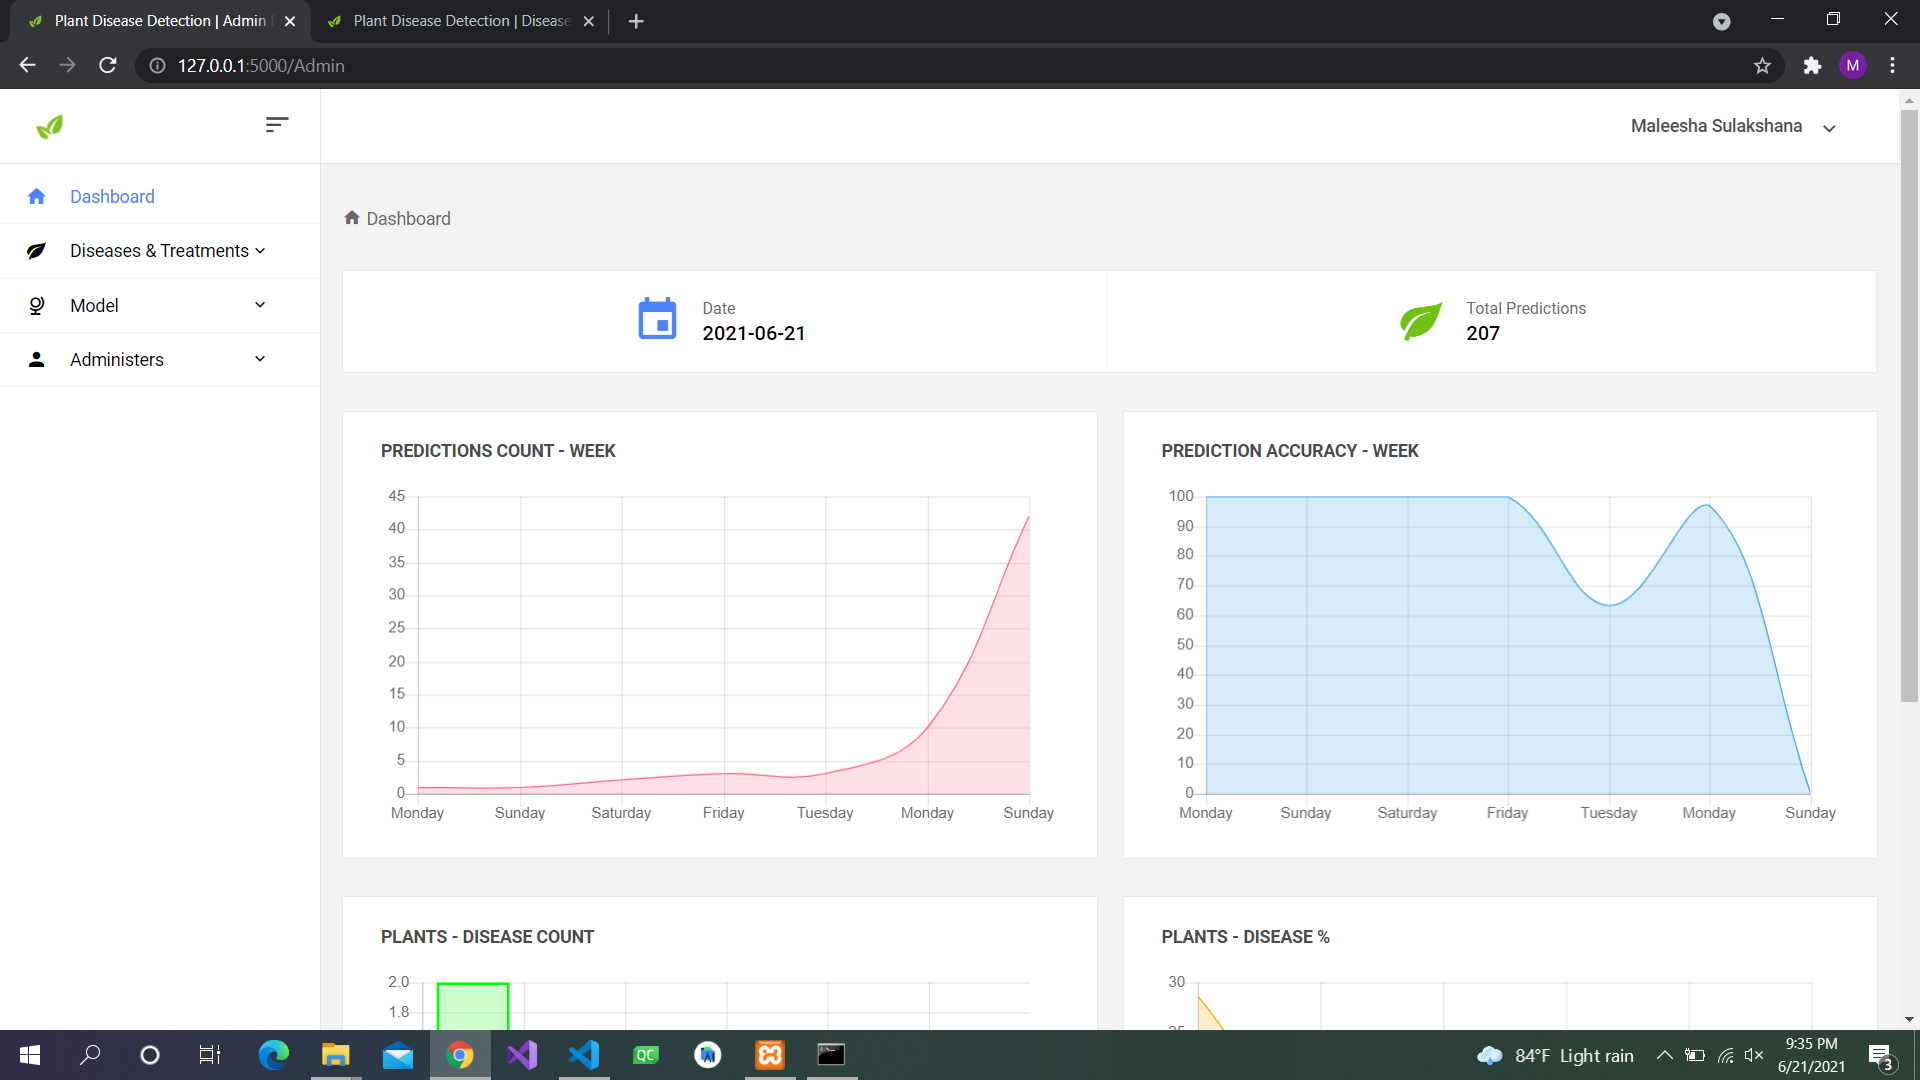 Plant Disease Detection | Admin
Plant Disease Detection | Disease
127.0.0.1:5000/Admin
M
Maleesha Sulakshana
Dashboard
Diseases & Treatments
Model
Administers
Dashboard
Date
2021-06-21
Total Predictions
207
PREDICTIONS COUNT - WEEK
45
40
35
30
25
20
15
10
5
0
Monday Sunday Saturday Friday Tuesday Monday Sunday
PREDICTION ACCURACY - WEEK
100
90
80
70
60
50
40
30
20
10
0
Monday Sunday Saturday Friday Tuesday Monday Sunday
PLANTS - DISEASE COUNT
2.0
1.8
PLANTS - DISEASE %
30
QC
84°F Light rain
9:35 PM
6/21/2021
3